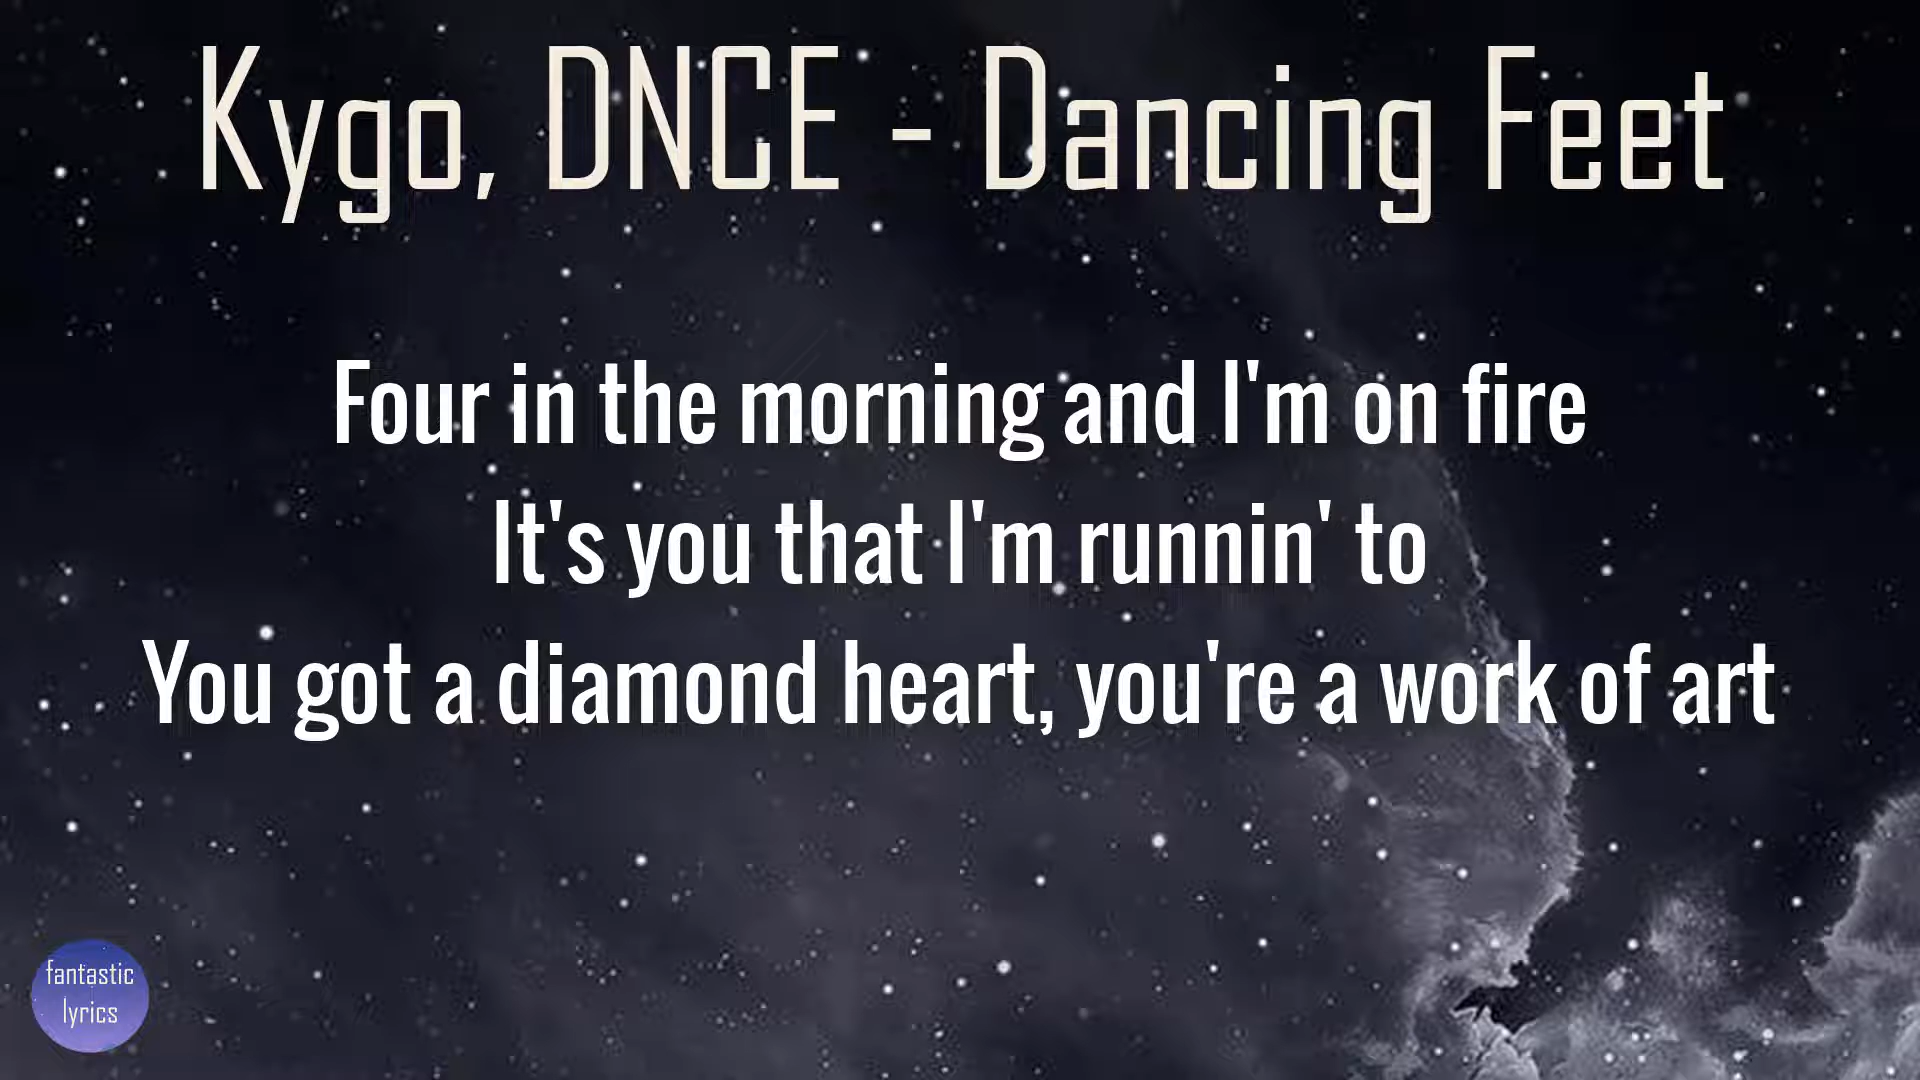 Kygo, DNCE - Dancing Feet
Four in the morning and I'm on fire
It's you that I'm runnin' to
You got a diamond heart, you're a work of art
fantastic
lyrics